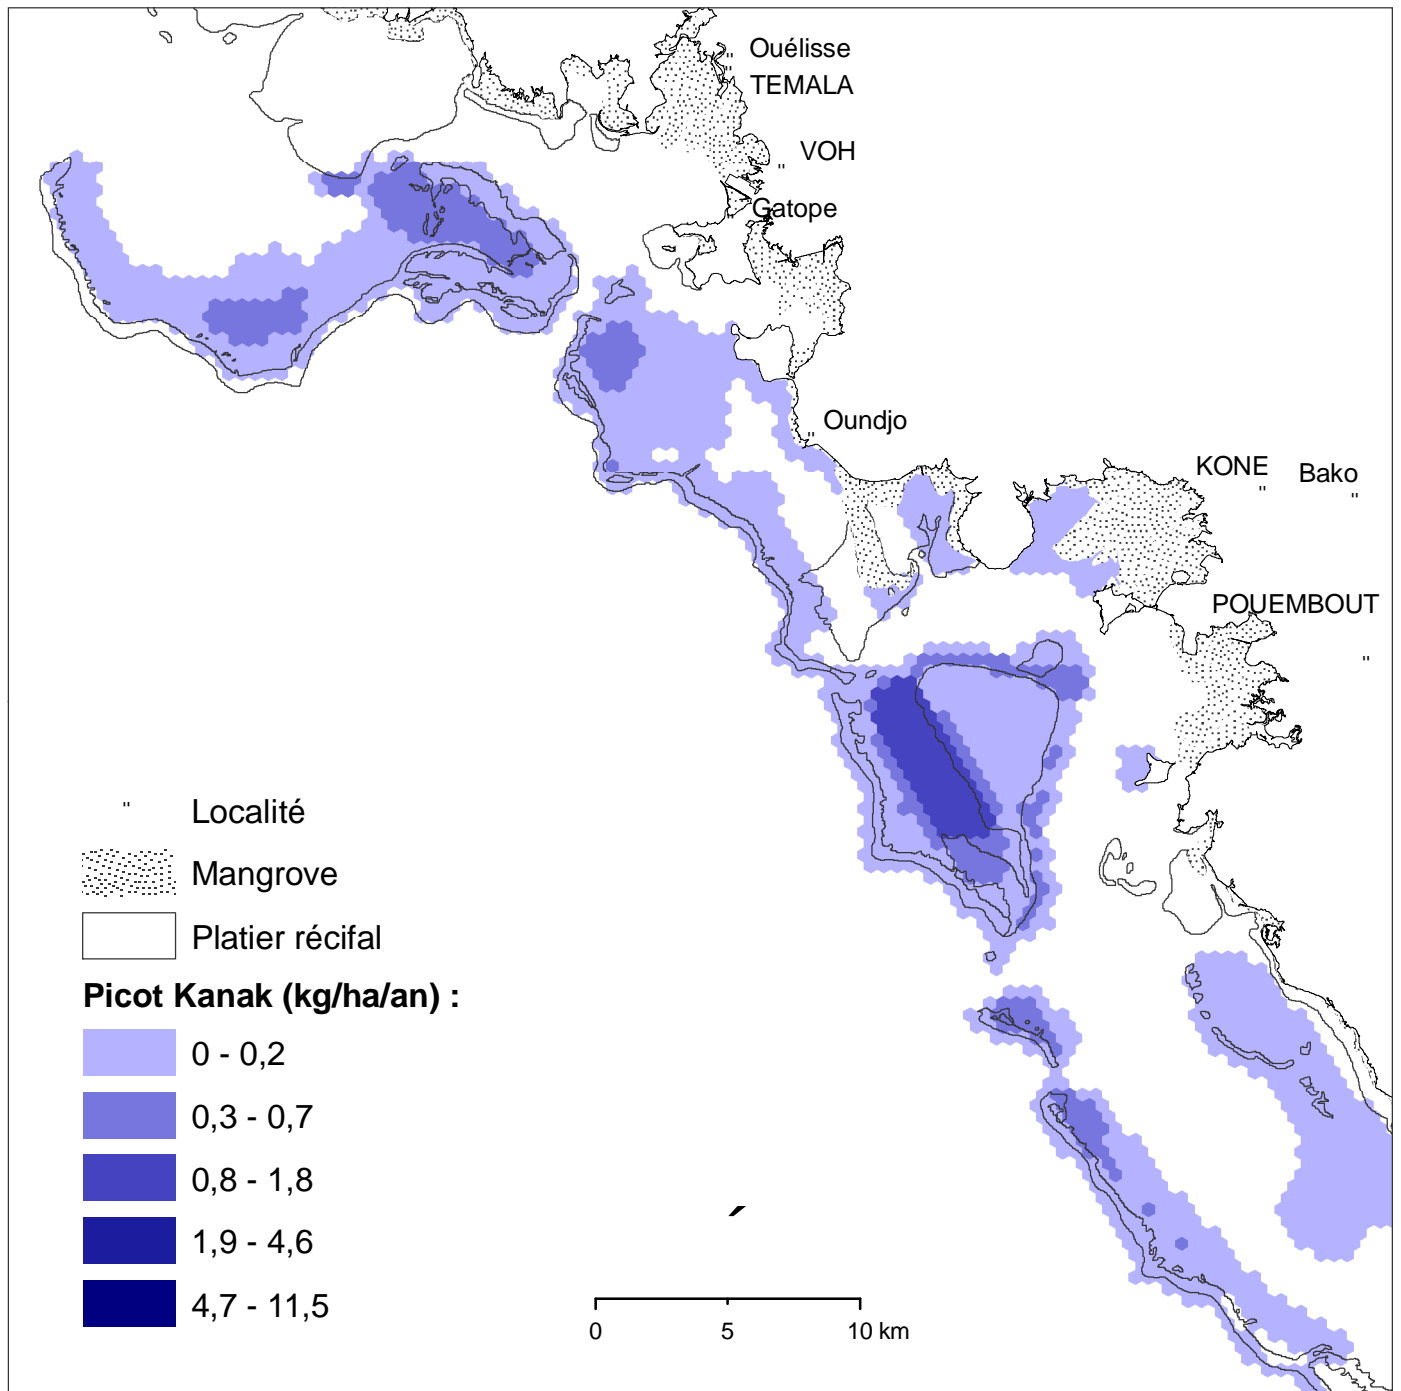 Ouélisse
TEMALA
VOH
Gatope
Oundjo
KONE
Bako
POUEMBOUT
" Localité
Mangrove
Platier récifal
Picot Kanak (kg/ha/an) :
0 - 0,2
0,3 - 0,7
0,8 - 1,8
1,9 - 4,6
4,7 - 11,5
0 5 10 km